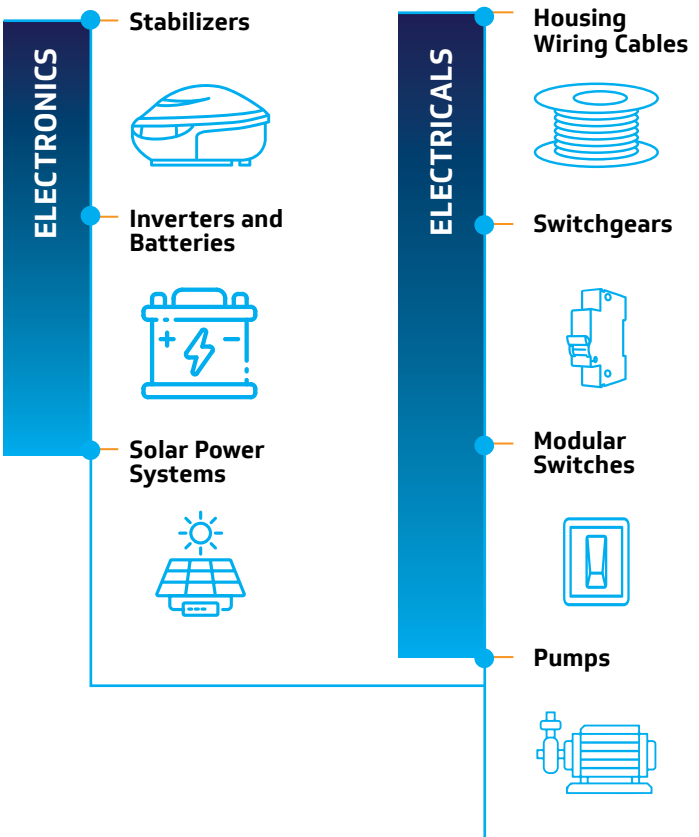 ELECTRONICS
Stabilizers
Inverters and
Batteries
Solar Power
Systems
ELECTRICALS
Housing
Wiring Cables
Switchgears
Modular
Switches
Pumps